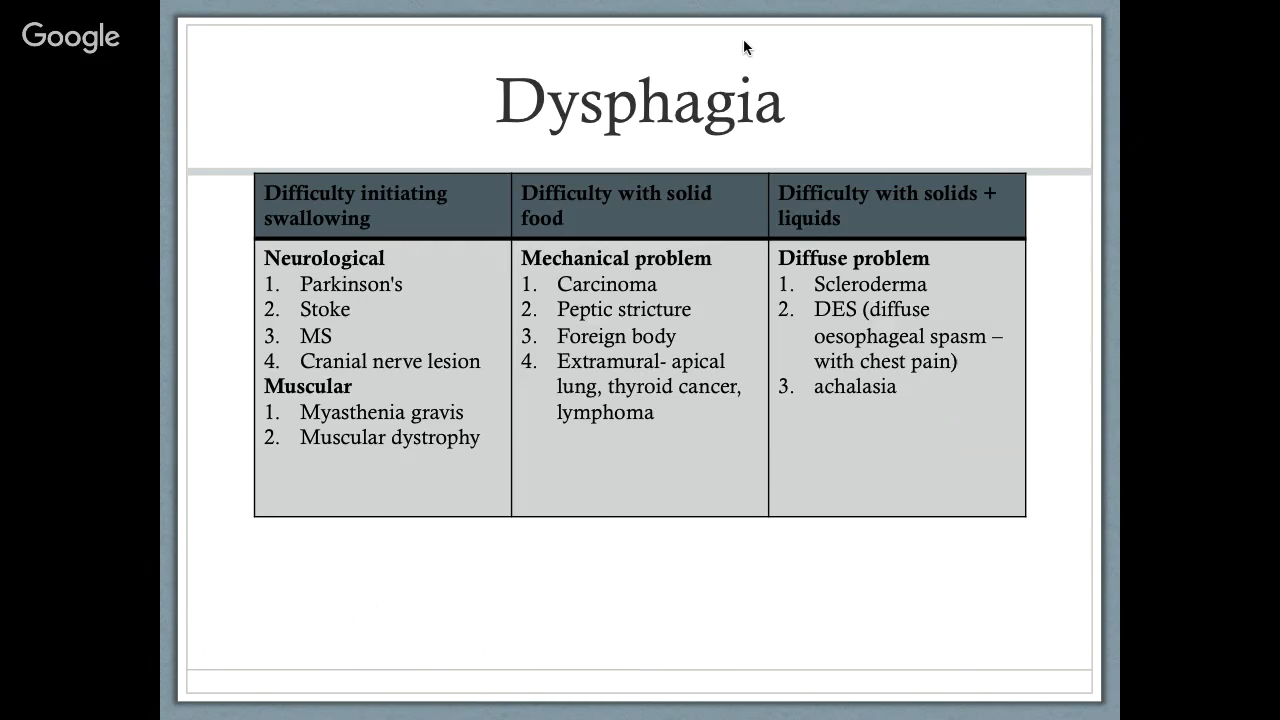 Google
Dysphagia
Difficulty initiating
swallowing
Difficulty with solid
food
Difficulty with solids +
liquids
Neurological
1. Parkinson's
2. Stoke
3. MS
4. Cranial nerve lesion
Muscular
1. Myasthenia gravis
2. Muscular dystrophy
Mechanical problem
1. Carcinoma
2. Peptic stricture
3. Foreign body
4. Extramural- apical
lung, thyroid cancer,
lymphoma
Diffuse problem
1. Scleroderma
2. DES (diffuse
oesophageal spasm –
with chest pain)
3. achalasia